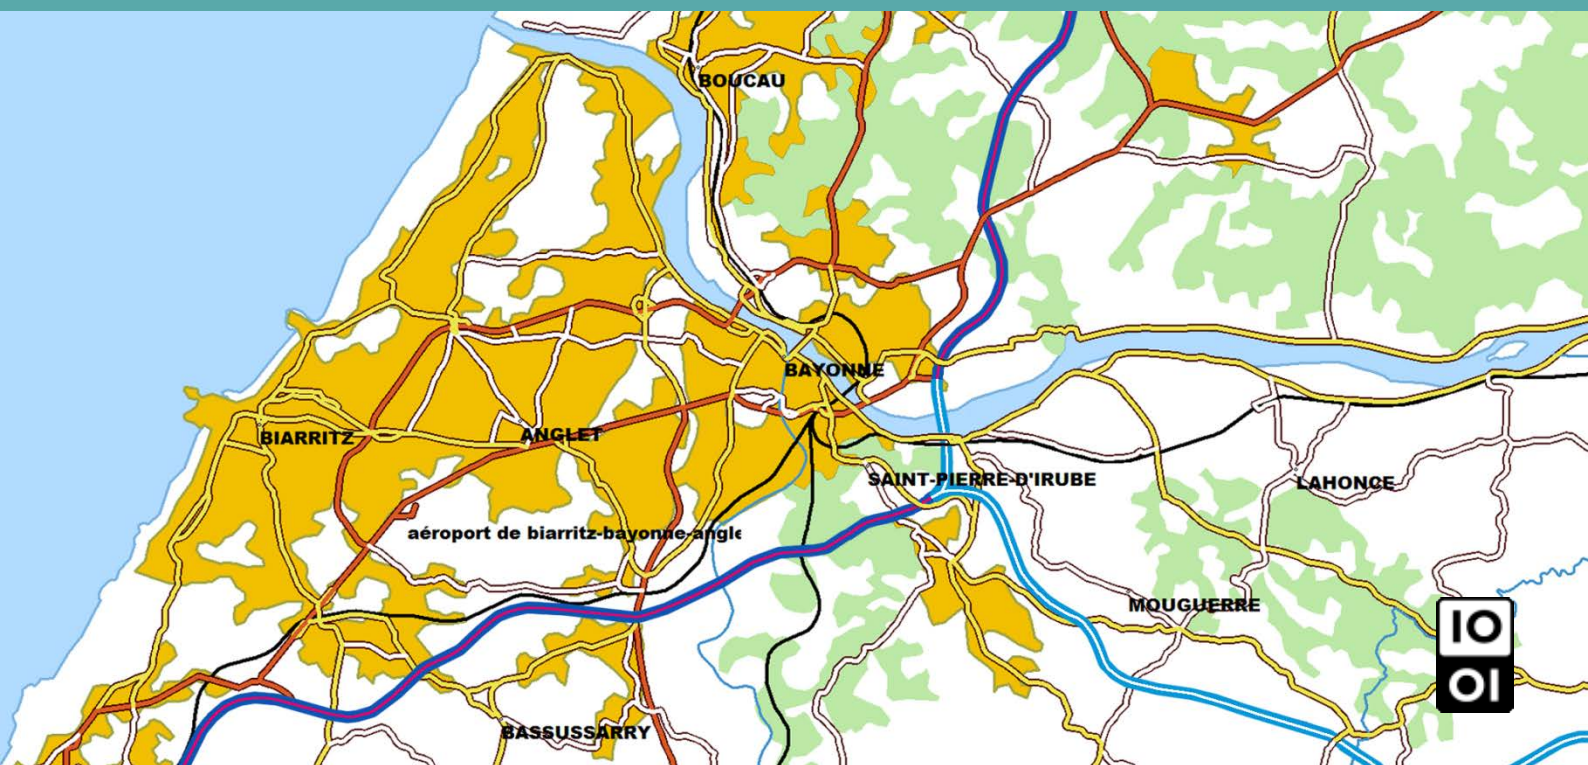 BOUCAU
BAYONNE
BIARRITZ
ANGLET
SAINT-PIERRE-D'IRUBE
LAHONCE
aéroport de biarritz-bayonne-angle
MOUGUERRE
IO
OI
BASSUSSARRY